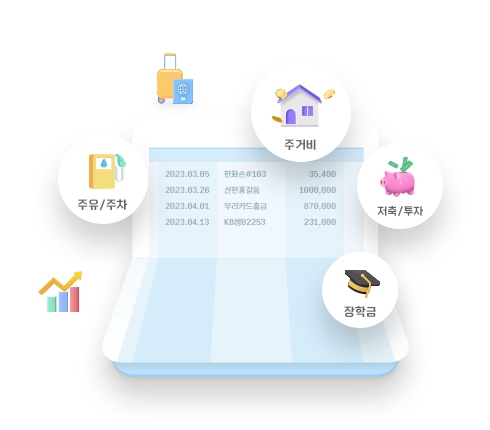 주거비
주유/주차
저축/투자
장학금
2023.03.05 현화손#103 35,400
2023.03.26 신한홍길동 1000,000
2023.04.01 우리카드출금 870,000
2023.04.13 KB생02253 231,000